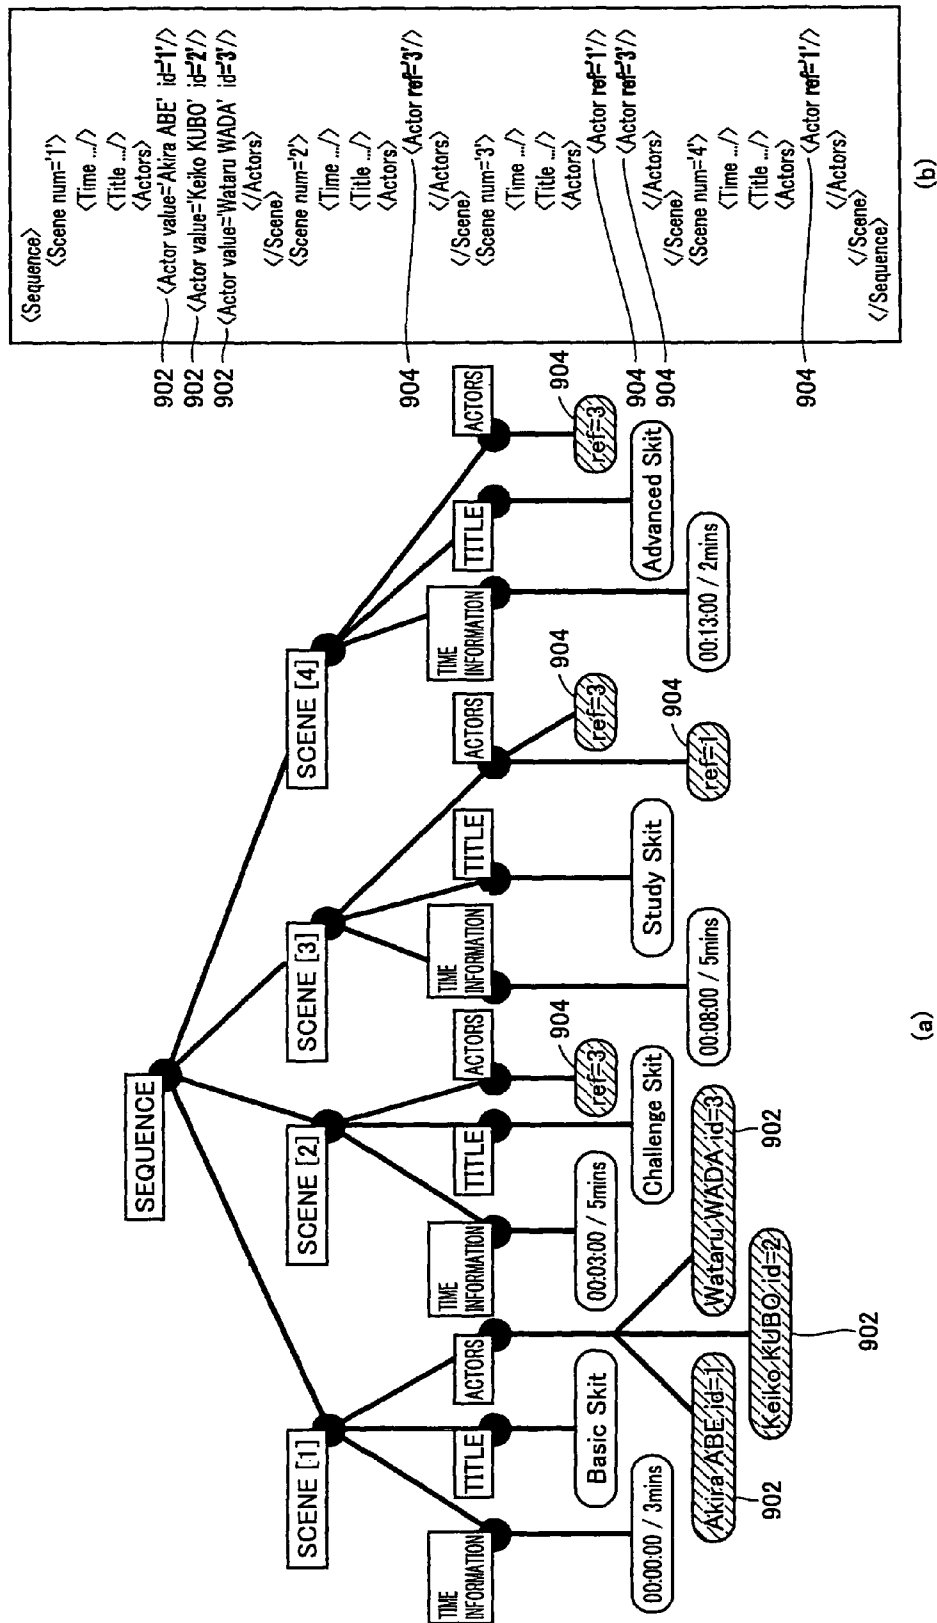 SEQUENCE
SCENE [1]
SCENE [2]
SCENE [3]
SCENE [4]
TIME
INFORMATION
TITLE
ACTORS
TIME
INFORMATION
TITLE
ACTORS
TIME
INFORMATION
TITLE
ACTORS
TIME
INFORMATION
TITLE
ACTORS
00:00:00 / 3mins
Basic Skit
Akira ABE id=1
Keiko KUBO id=2
Wataru WADA id=3
902
902
902
00:03:00 / 5mins
Challenge Skit
ref=3
904
00:08:00 / 5mins
Study Skit
ref=1
904
ref=3
904
00:13:00 / 2mins
Advanced Skit
ref=3
904
(a)
<Sequence>
<Scene num='1'>
<Time .../>
<Title .../>
<Actors>
902 <Actor value='Akira ABE' id='1'/>
902 <Actor value='Keiko KUBO' id='2'/>
902 <Actor value='Wataru WADA' id='3'/>
</Actors>
</Scene>
<Scene num='2'>
<Time .../>
<Title .../>
<Actors>
904 <Actor ref='3'/>
</Actors>
</Scene>
<Scene num='3'>
<Time .../>
<Title .../>
<Actors>
904 <Actor ref='1'/>
904 <Actor ref='3'/>
</Actors>
</Scene>
<Scene num='4'>
<Time .../>
<Title .../>
<Actors>
904 <Actor ref='1'/>
</Actors>
</Scene>
</Sequence>
(b)